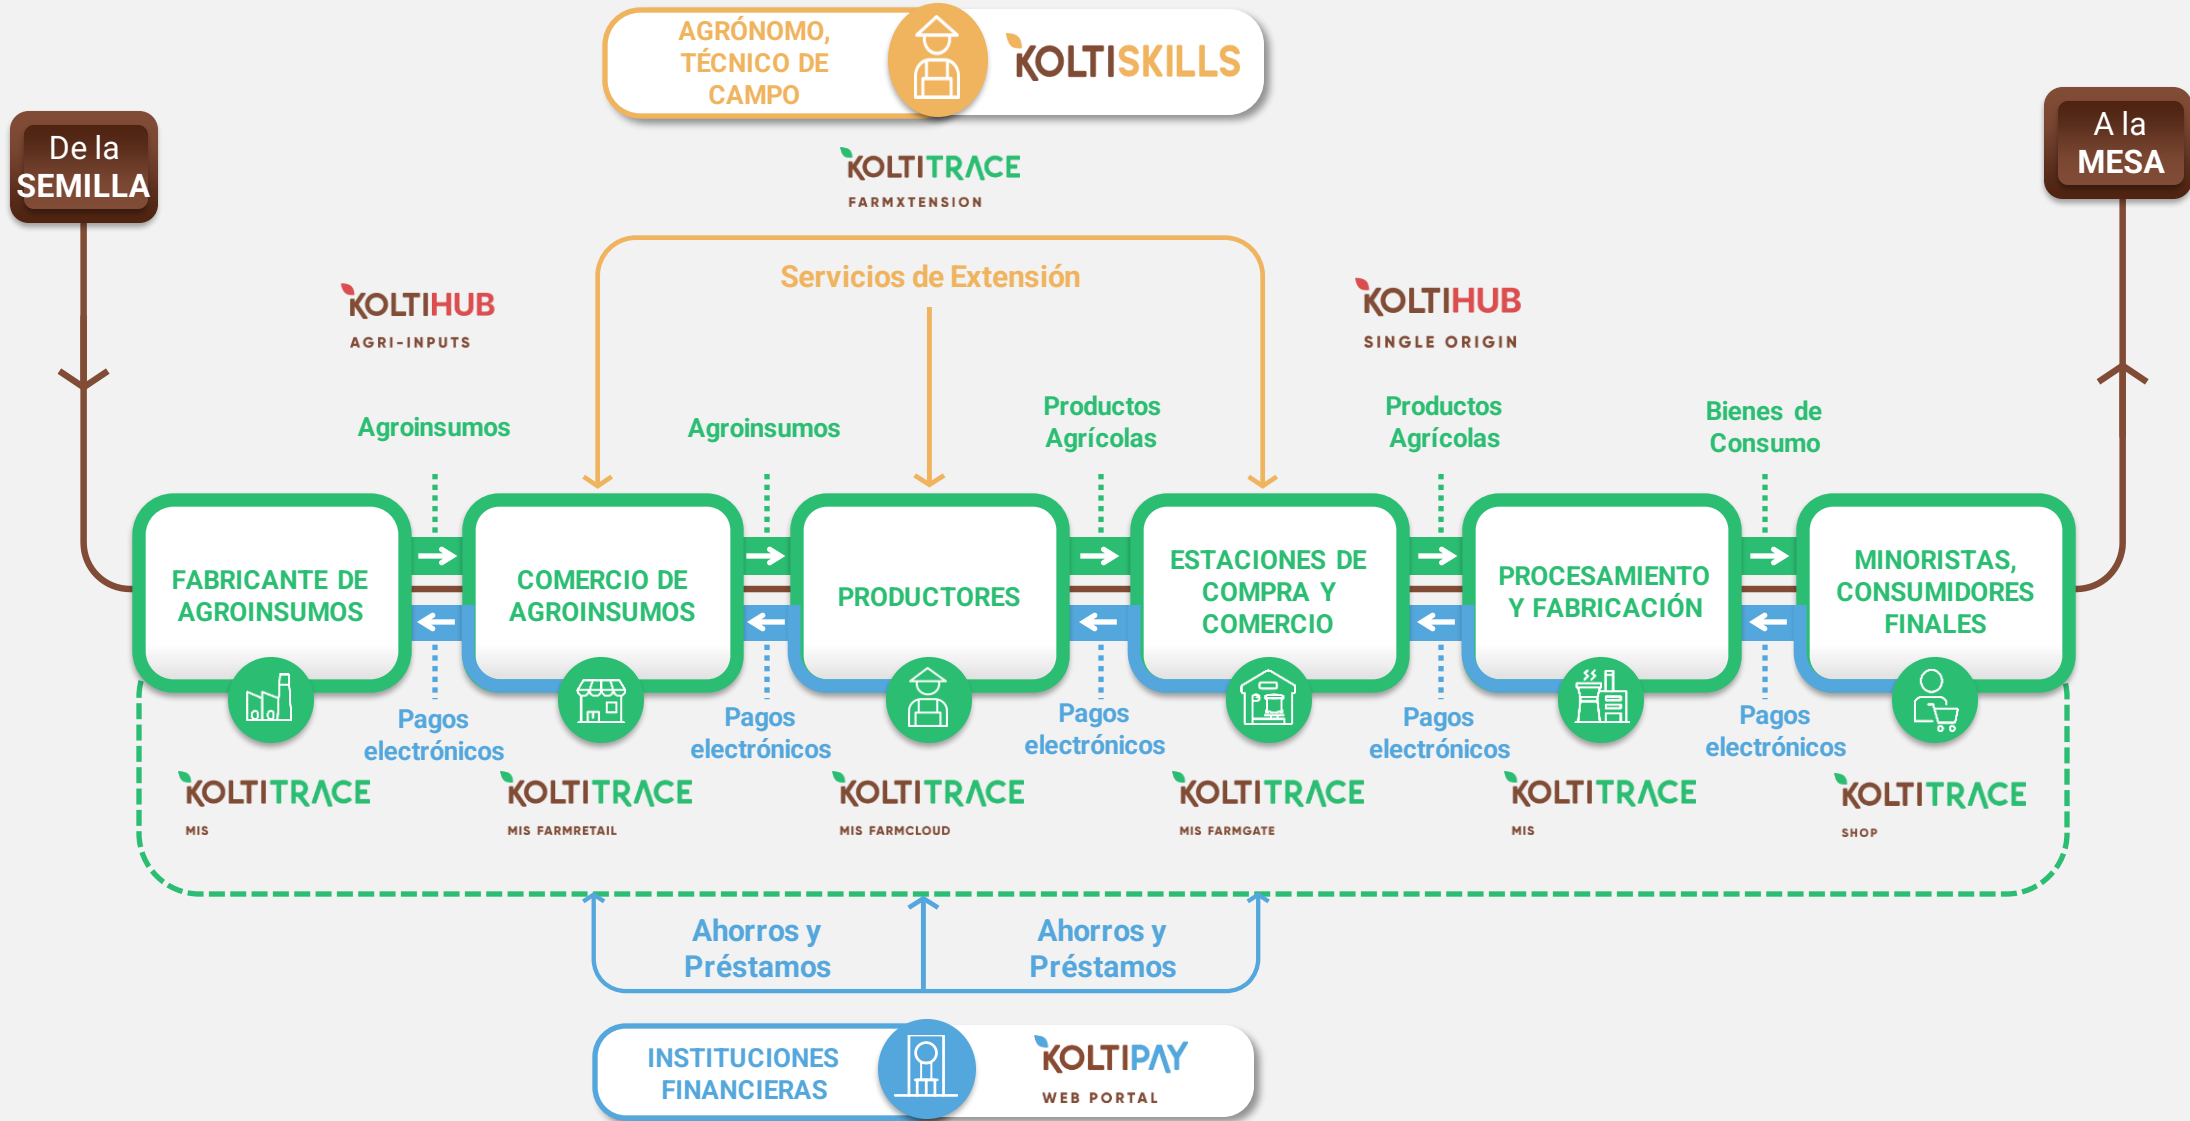 AGRÓNOMO,
TÉCNICO DE
CAMPO
KOLTISKILLS
De la
SEMILLA
A la
MESA
KOLTITRACE
FARMXTENSION
Servicios de Extensión
KOLTIHUB
AGRI-INPUTS
KOLTIHUB
SINGLE ORIGIN
Agroinsumos
Agroinsumos
Productos
Agrícolas
Productos
Agrícolas
Bienes de
Consumo
FABRICANTE DE
AGROINSUMOS
COMERCIO DE
AGROINSUMOS
PRODUCTORES
ESTACIONES DE
COMPRA Y
COMERCIO
PROCESAMIENTO
Y FABRICACIÓN
MINORISTAS,
CONSUMIDORES
FINALES
Pagos
electrónicos
Pagos
electrónicos
Pagos
electrónicos
Pagos
electrónicos
Pagos
electrónicos
KOLTITRACE
MIS
KOLTITRACE
MIS FARMRETAIL
KOLTITRACE
MIS FARMCLOUD
KOLTITRACE
MIS FARMGATE
KOLTITRACE
MIS
KOLTITRACE
SHOP
Ahorros y
Préstamos
Ahorros y
Préstamos
INSTITUCIONES
FINANCIERAS
KOLTIPAY
WEB PORTAL